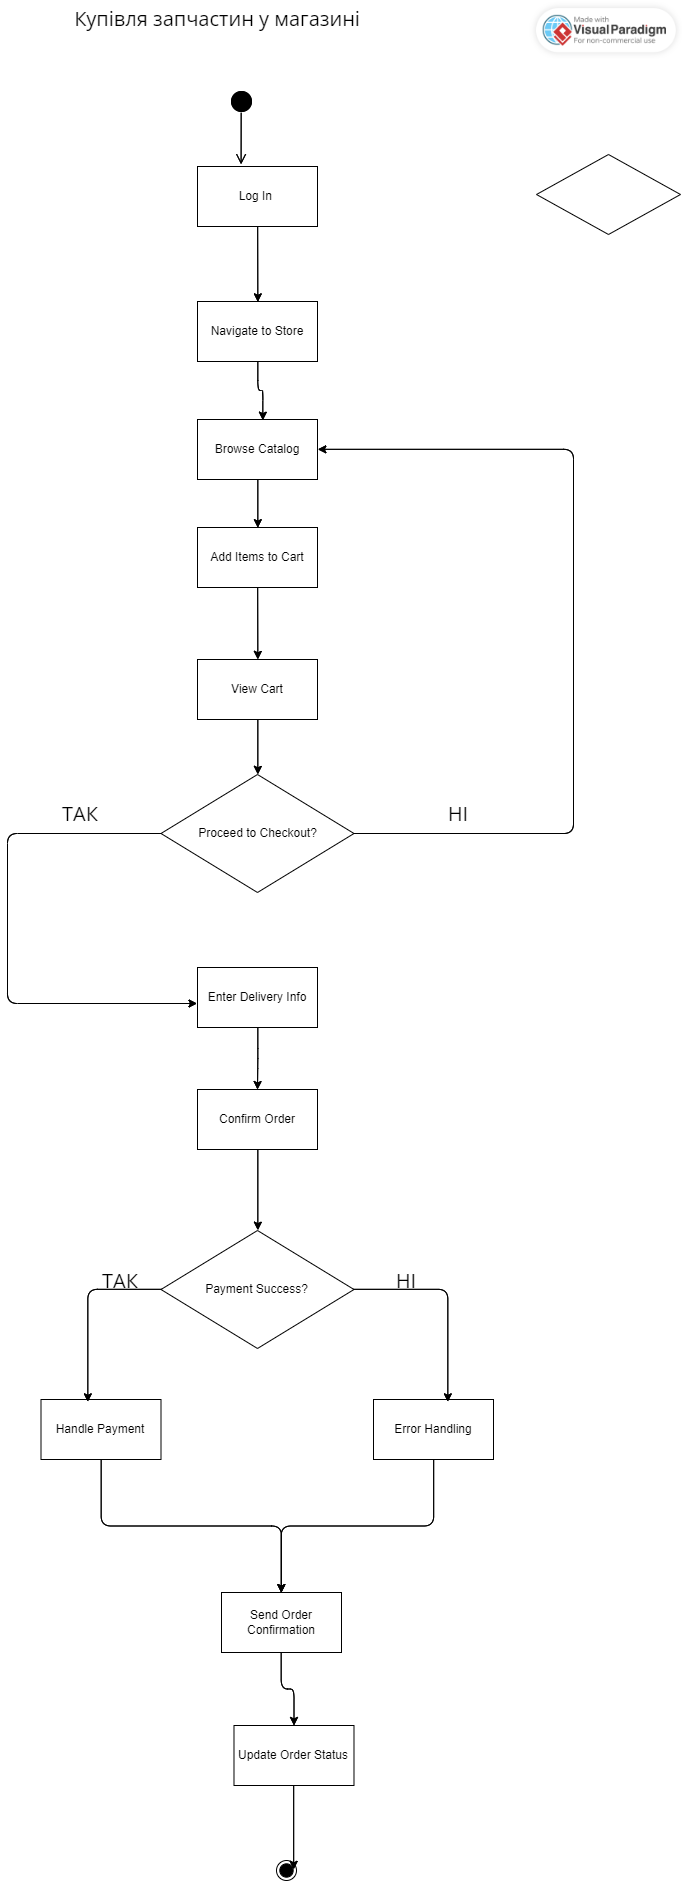 Купівля запчастин у магазині
Made with
Visual Paradigm
For non-commercial use
Log In
Navigate to Store
Browse Catalog
Add Items to Cart
View Cart
ТАК
НІ
Proceed to Checkout?
Enter Delivery Info
Confirm Order
ТАК
НІ
Payment Success?
Handle Payment
Error Handling
Send Order
Confirmation
Update Order Status